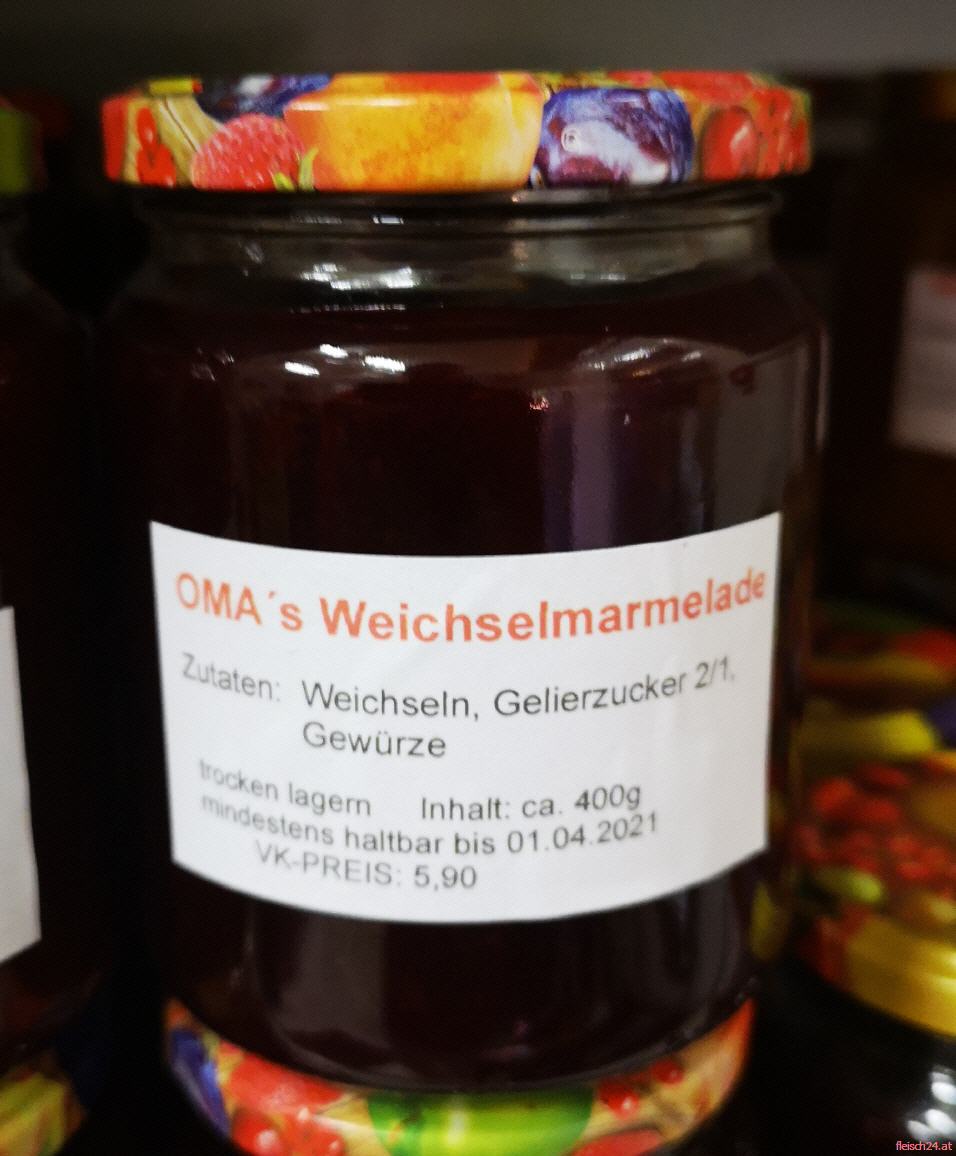 OMA´s Weichselmarmelade
Zutaten: Weichseln, Gelierzucker 2/1,
Gewürze
trocken lagern Inhalt: ca. 400g
mindestens haltbar bis 01.04.2021
VK-PREIS: 5,90
fleisch24.at